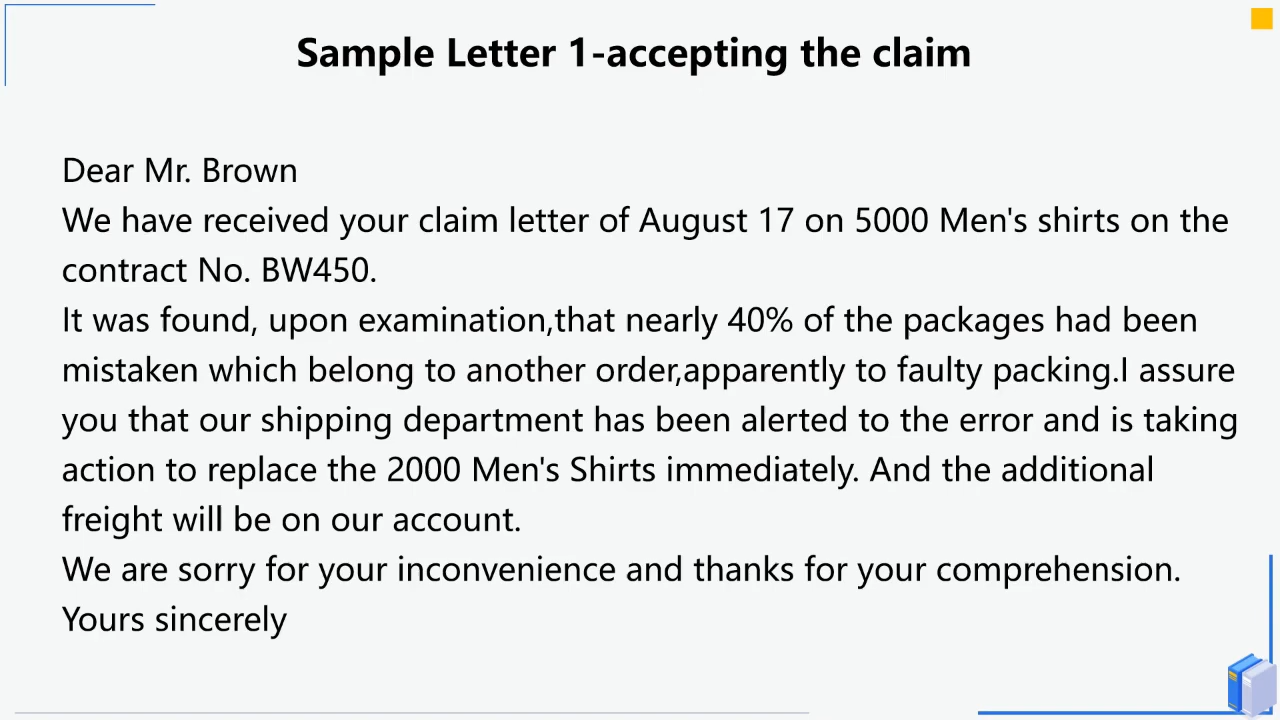 Sample Letter 1-accepting the claim
Dear Mr. Brown
We have received your claim letter of August 17 on 5000 Men's shirts on the
contract No. BW450.
It was found, upon examination,that nearly 40% of the packages had been
mistaken which belong to another order,apparently to faulty packing.I assure
you that our shipping department has been alerted to the error and is taking
action to replace the 2000 Men's Shirts immediately. And the additional
freight will be on our account.
We are sorry for your inconvenience and thanks for your comprehension.
Yours sincerely